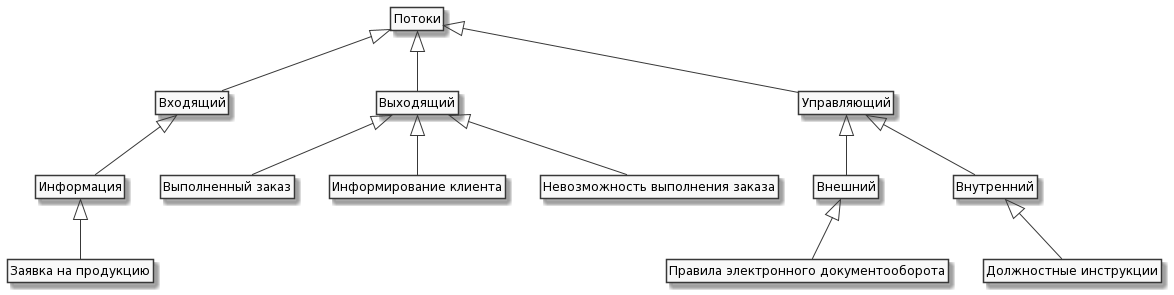 Потоки
Входящий
Выходящий
Управляющий
Информация
Выполненный заказ
Информирование клиента
Невозможность выполнения заказа
Внешний
Внутренний
Заявка на продукцию
Правила электронного документооборота
Должностные инструкции